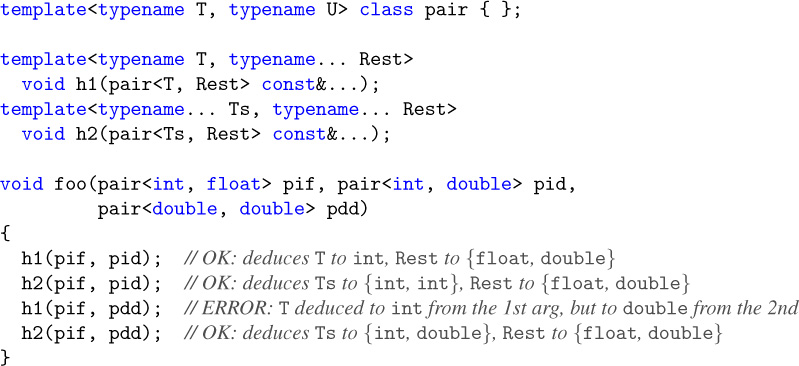 template<typename T, typename U> class pair { };
template<typename T, typename... Rest>
  void h1(pair<T, Rest> const&...);
template<typename... Ts, typename... Rest>
  void h2(pair<Ts, Rest> const&...);
void foo(pair<int, float> pif, pair<int, double> pid,
         pair<double, double> pdd)
{
  h1(pif, pid);  // OK: deduces T to int, Rest to {float, double}
  h2(pif, pid);  // OK: deduces Ts to {int, int}, Rest to {float, double}
  h1(pif, pdd);  // ERROR: T deduced to int from the 1st arg, but to double from the 2nd
  h2(pif, pdd);  // OK: deduces Ts to {int, double}, Rest to {float, double}
}